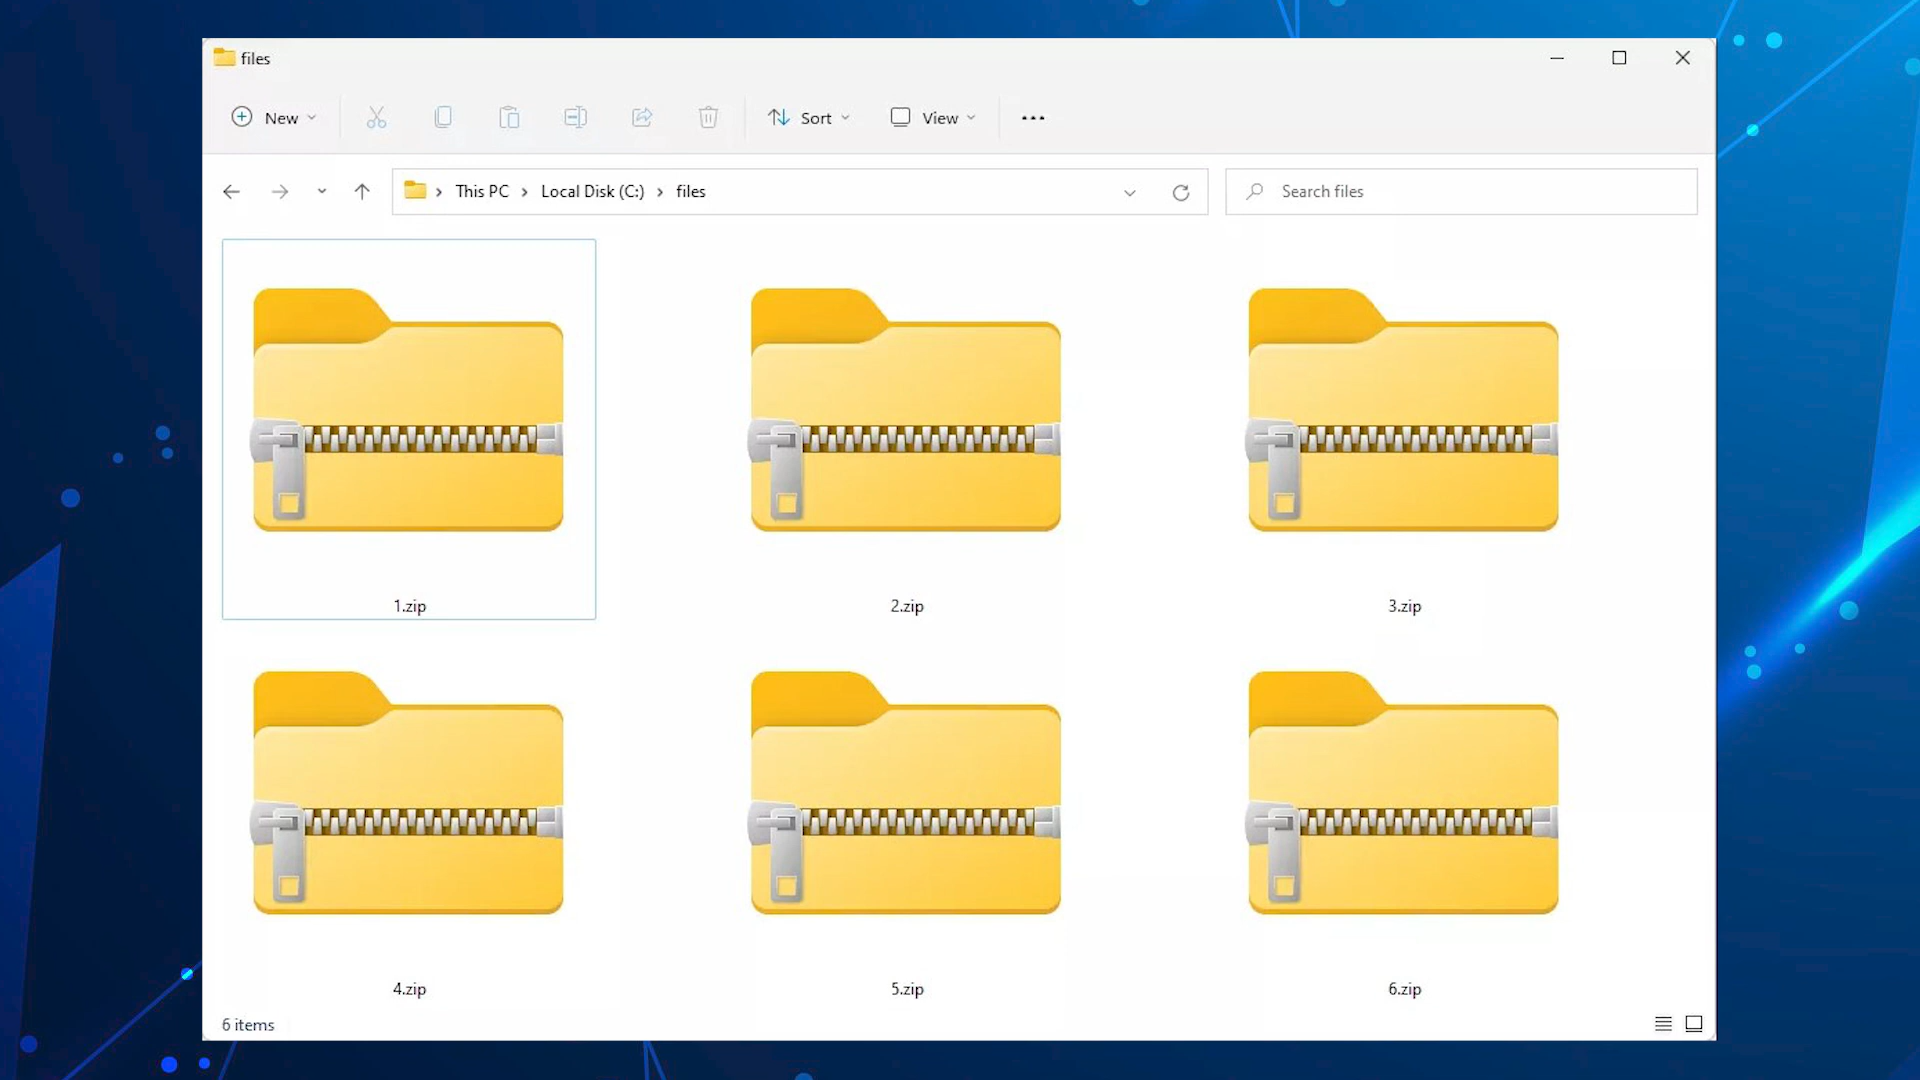 files
New
Sort
View
This PC > Local Disk (C:) > files
Search files
1.zip
2.zip
3.zip
4.zip
5.zip
6.zip
6 items